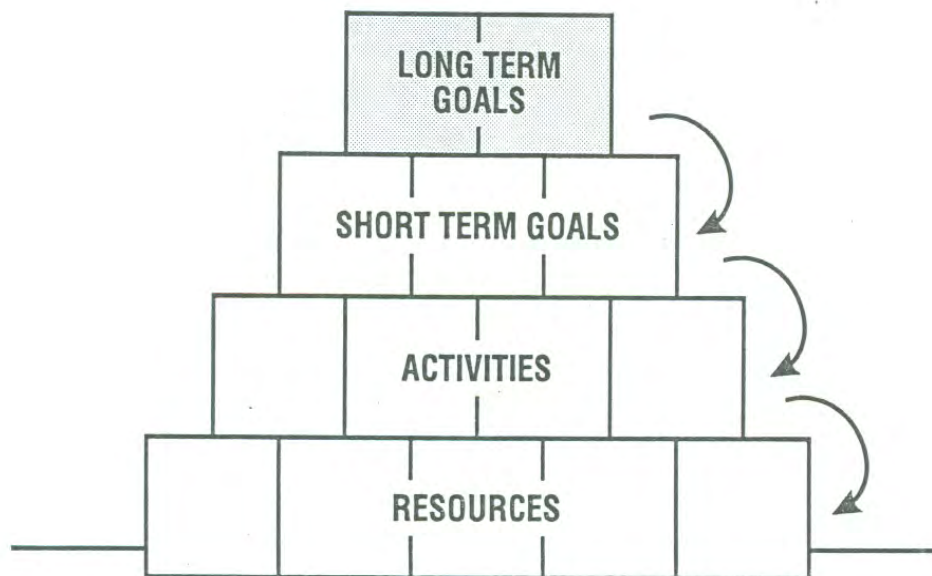 LONG TERM
GOALS
SHORT TERM GOALS
ACTIVITIES
RESOURCES